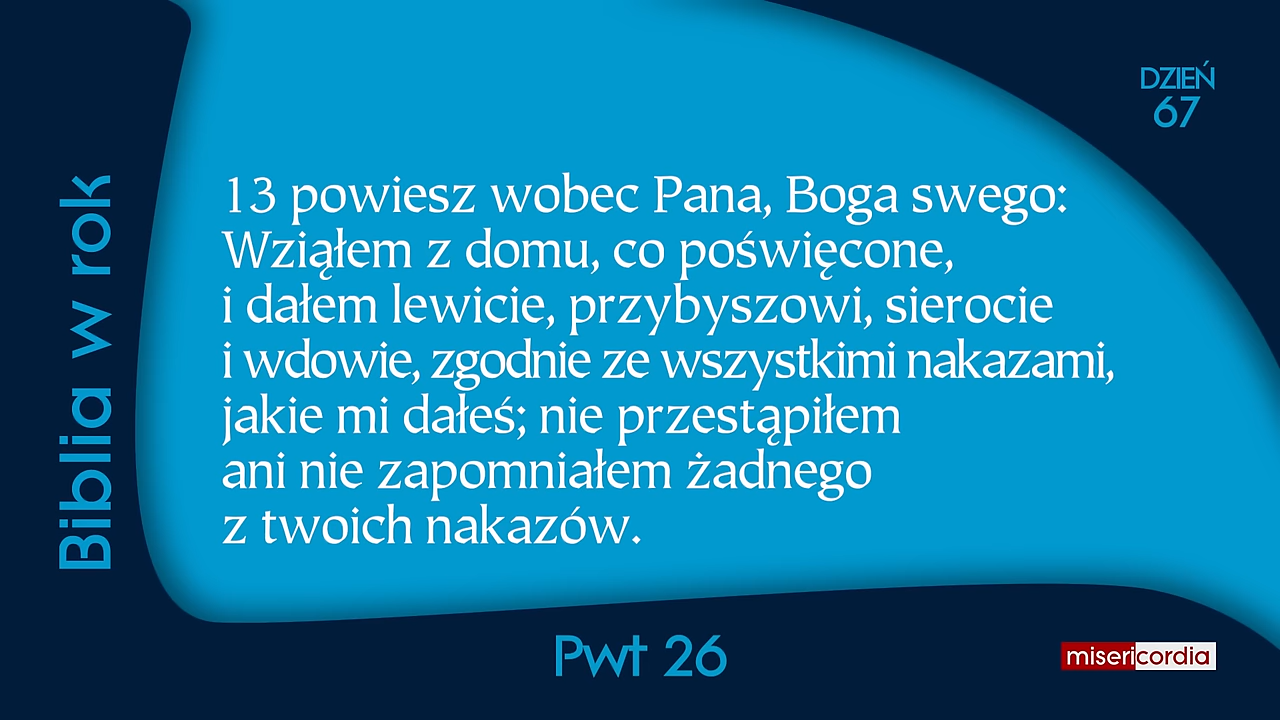 DZIEŃ
67
Biblia w rok
13 powiesz wobec Pana, Boga swego:
Wziąłem z domu, co poświęcone,
i dałem lewicie, przybyszowi, sierocie
i wdowie, zgodnie ze wszystkimi nakazami,
jakie mi dałeś; nie przestąpiłem
ani nie zapomniałem żadnego
z twoich nakazów.
Pwt 26
misericordia